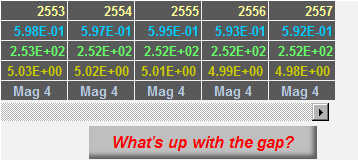 2553 2554 2555 2556 2557
5.98E-01 5.97E-01 5.95E-01 5.93E-01 5.92E-01
2.53E+02 2.52E+02 2.52E+02 2.52E+02 2.52E+02
5.03E+00 5.02E+00 5.01E+00 4.99E+00 4.98E+00
Mag 4 Mag 4 Mag 4 Mag 4 Mag 4
What's up with the gap?